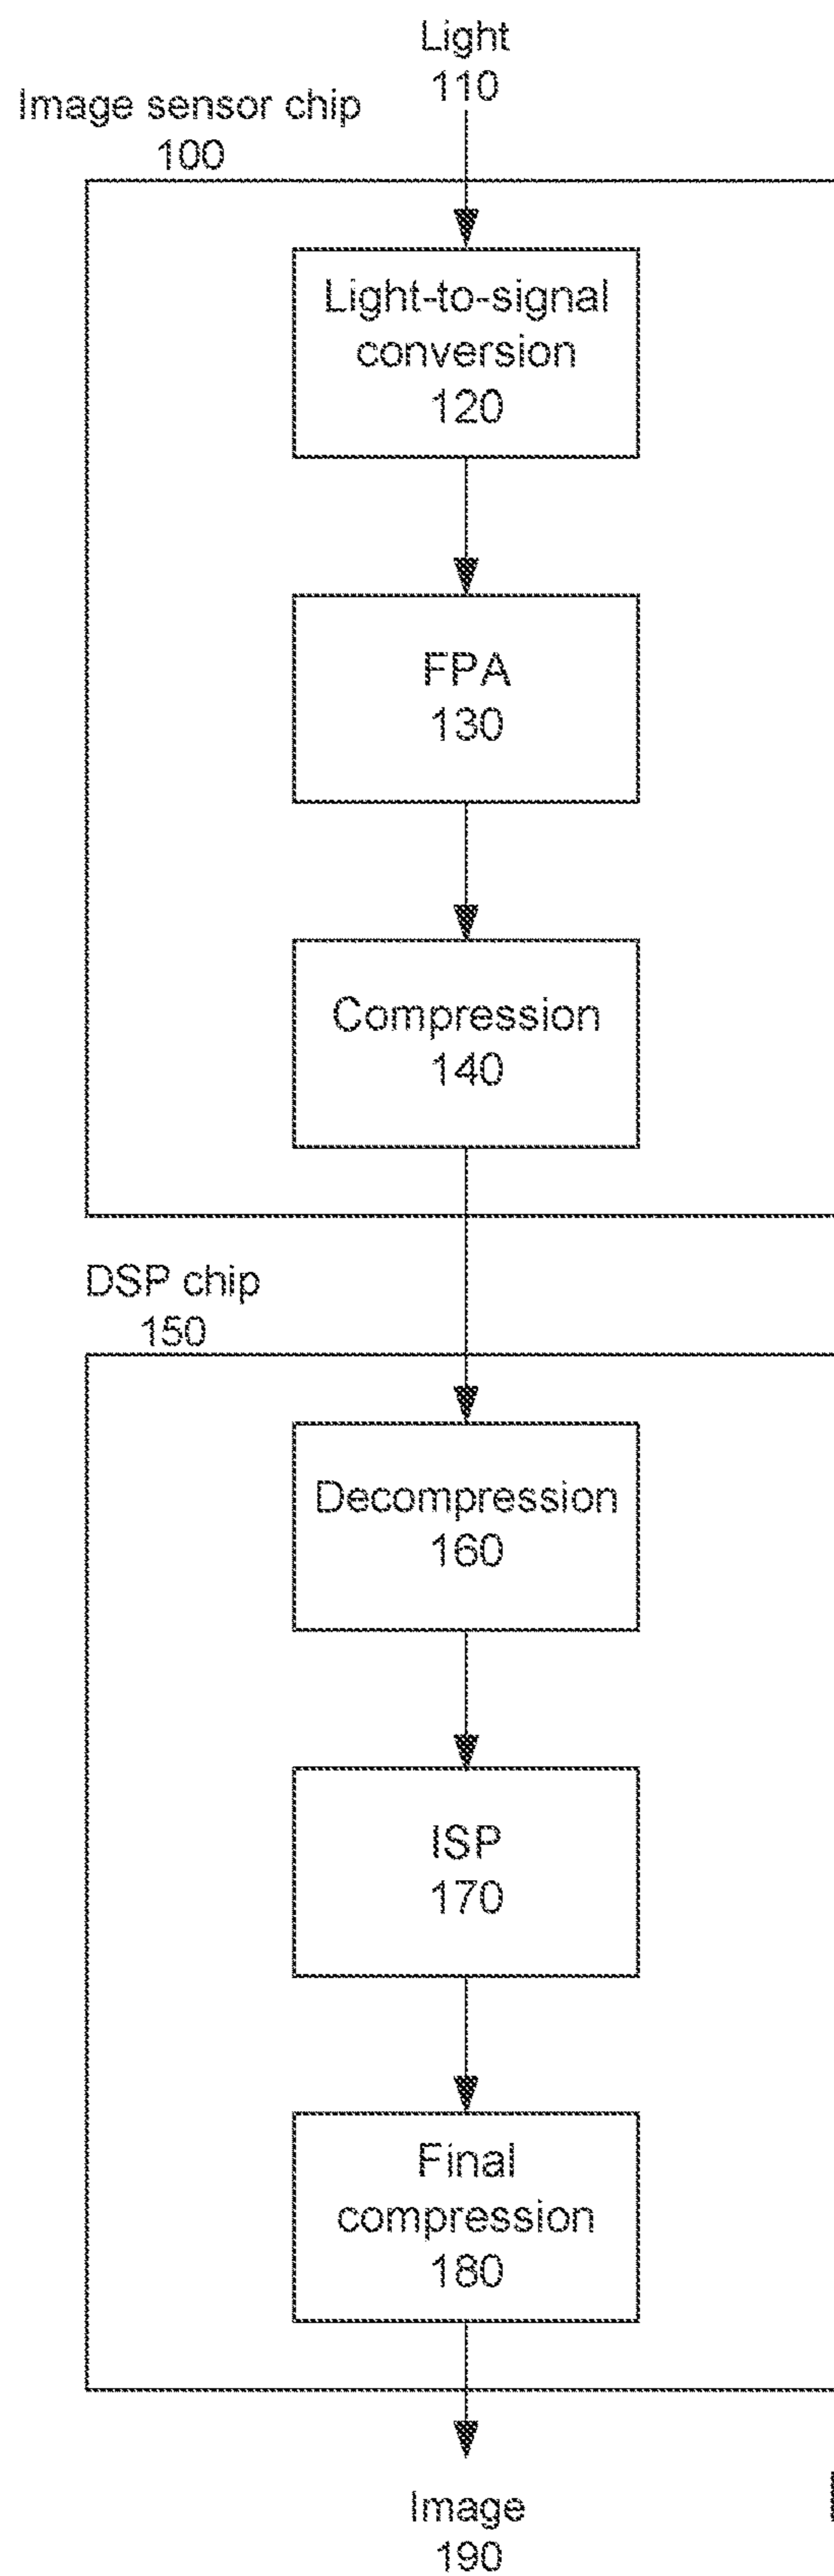 Light
110
Image sensor chip
100
Light-to-signal
conversion
120
FPA
130
Compression
140
DSP chip
150
Decompression
160
ISP
170
Final
compression
180
Image
190